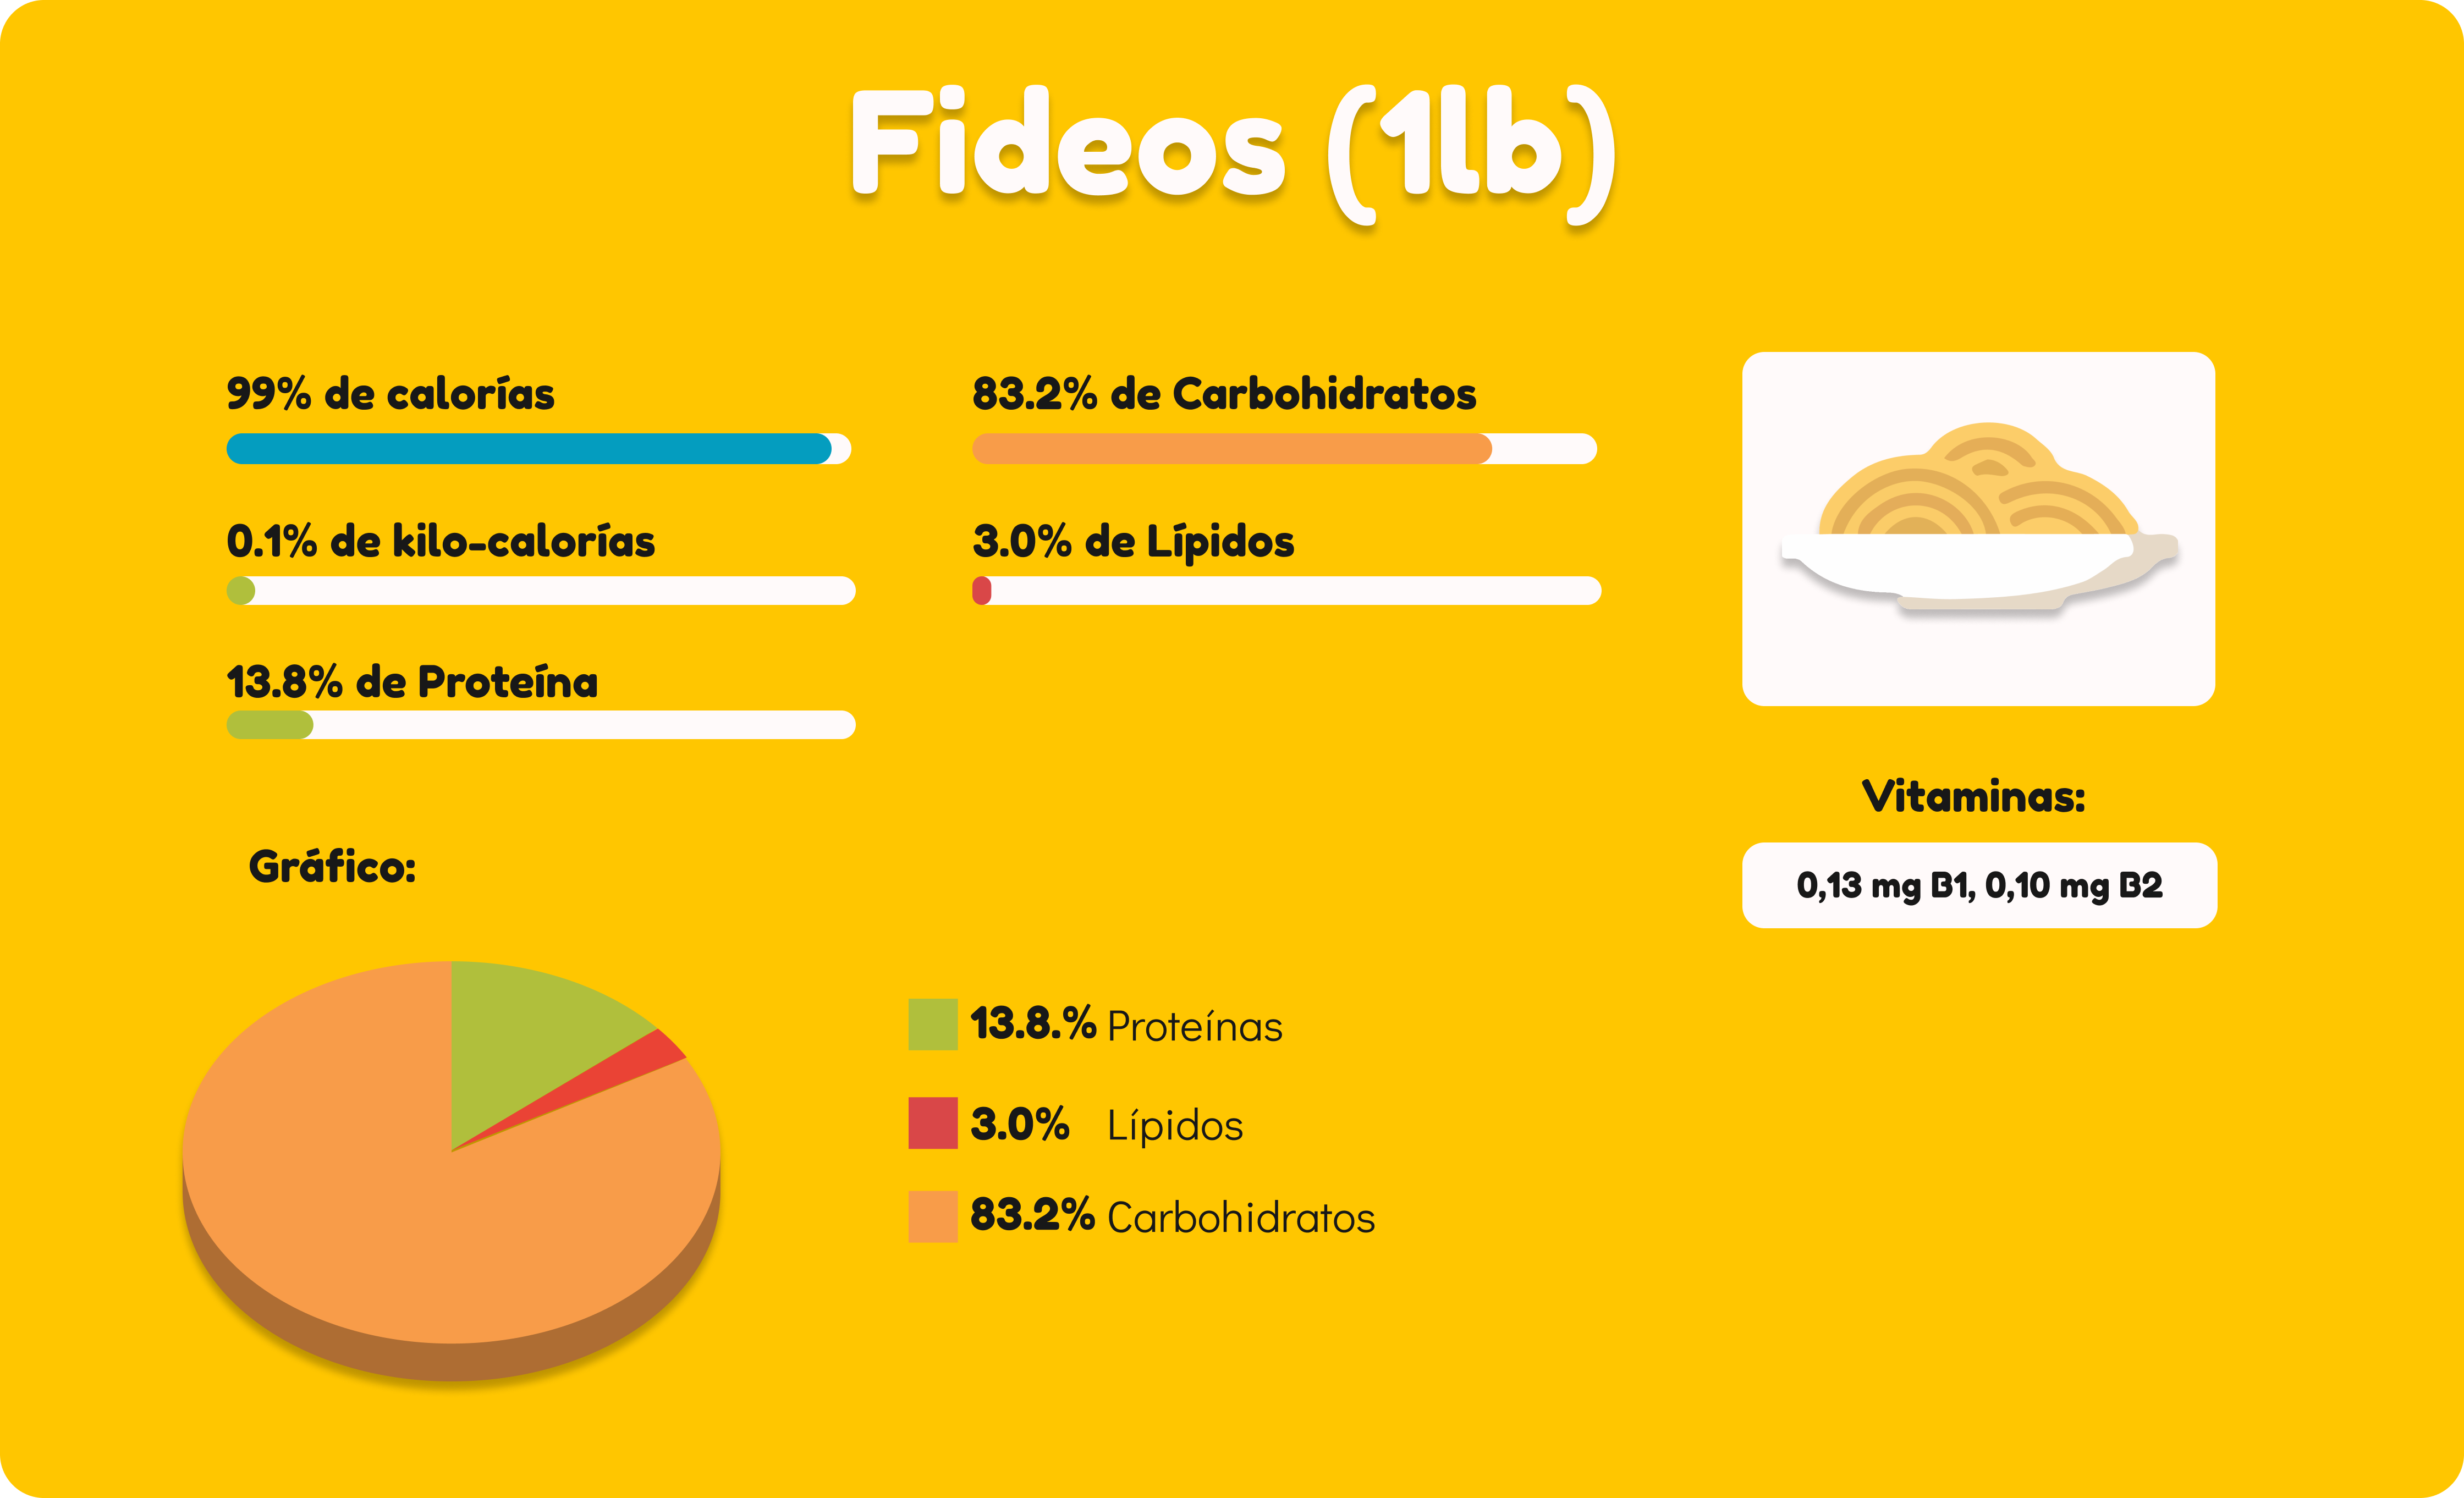 Fideos (1lb)
99% de calorías
83.2% de Carbohidratos
0.1% de kilo-calorías
3.0% de Lípidos
13.8% de Proteína
Vitaminas:
0,13 mg B1, 0,10 mg B2
Gráfico:
13.8.% Proteínas
3.0% Lípidos
83.2% Carbohidratos